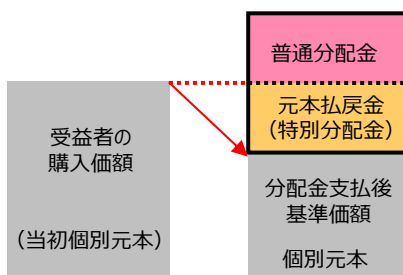 普通分配金
元本払戻金
（特別分配金）
受益者の
購入価額
（当初個別元本）
分配金支払後
基準価額
個別元本